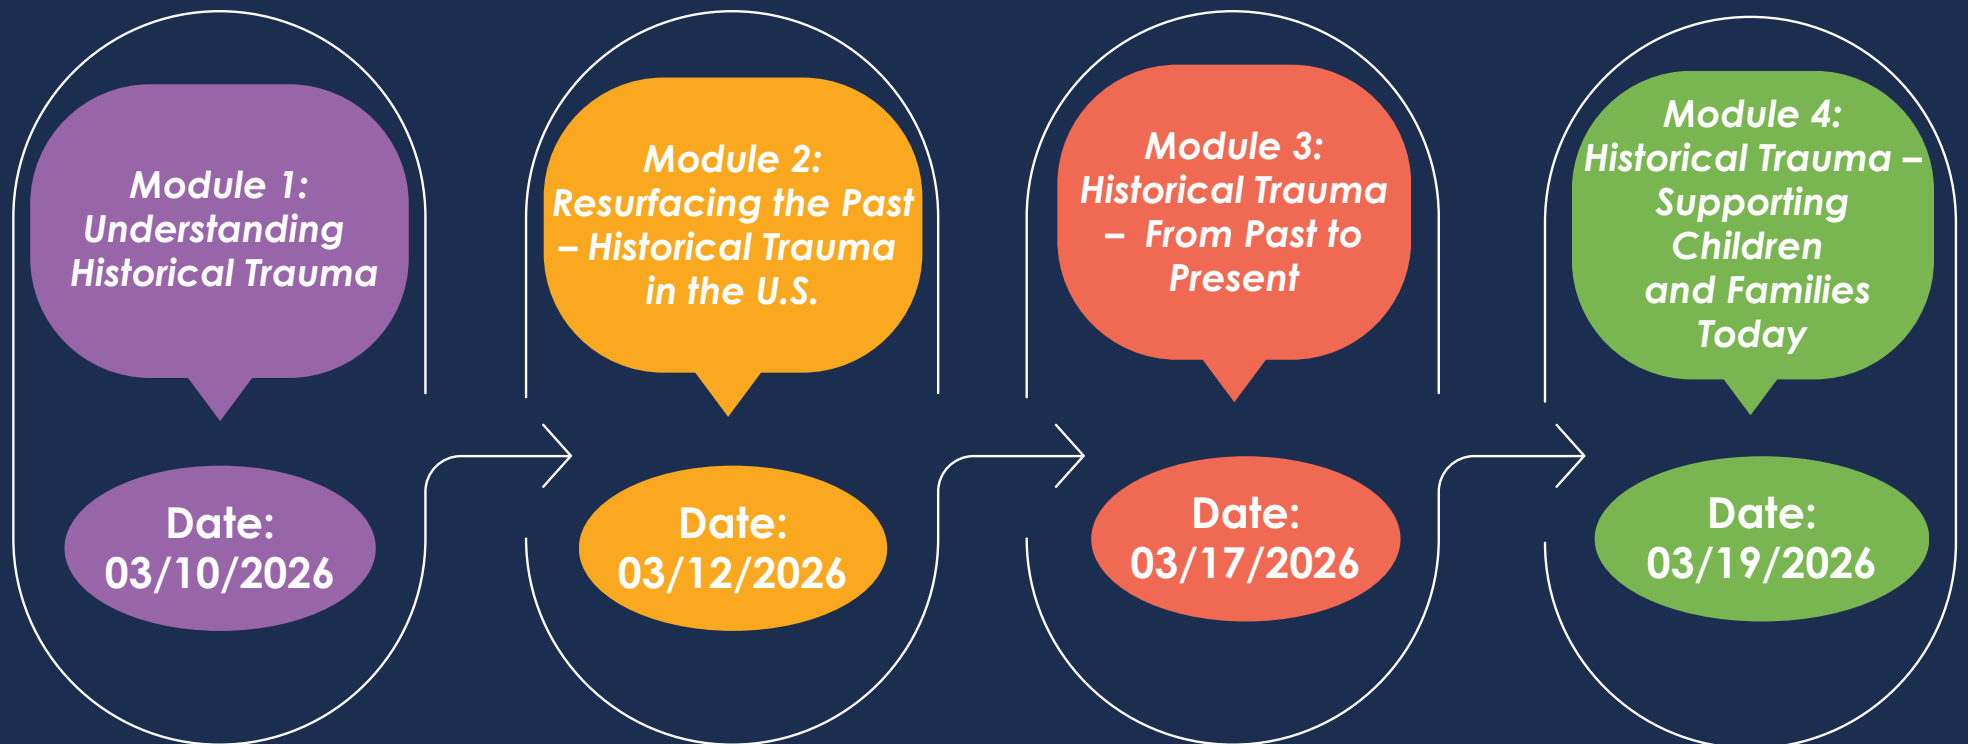 Module 1:
Understanding
Historical Trauma
Date:
03/10/2026
Module 2:
Resurfacing the Past
– Historical Trauma
in the U.S.
Date:
03/12/2026
Module 3:
Historical Trauma
– From Past to
Present
Date:
03/17/2026
Module 4:
Historical Trauma –
Supporting
Children
and Families
Today
Date:
03/19/2026